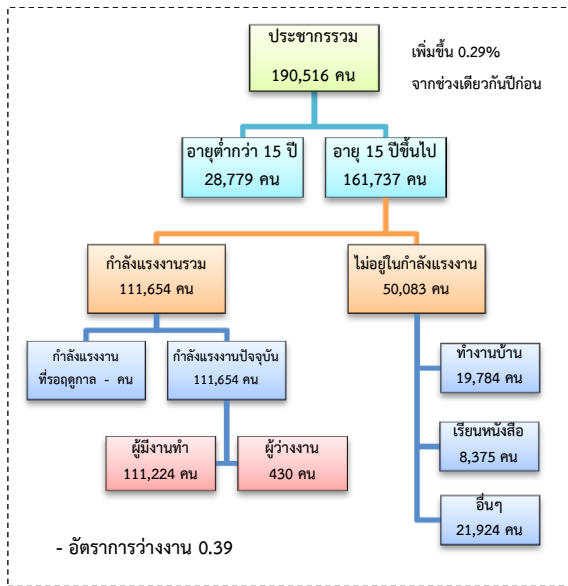 ประชากรรวม
190,516 คน
เพิ่มขึ้น 0.29%
จากช่วงเดียวกันปีก่อน
อายุต่ำกว่า 15 ปี
28,779 คน
อายุ 15 ปีขึ้นไป
161,737 คน
กำลังแรงงานรวม
111,654 คน
ไม่อยู่ในกำลังแรงงาน
50,083 คน
กำลังแรงงาน
ที่รอฤดูกาล - คน
กำลังแรงงานปัจจุบัน
111,654 คน
ทำงานบ้าน
19,784 คน
ผู้มีงานทำ
111,224 คน
ผู้ว่างงาน
430 คน
เรียนหนังสือ
8,375 คน
อื่นๆ
21,924 คน
- อัตราการว่างงาน 0.39